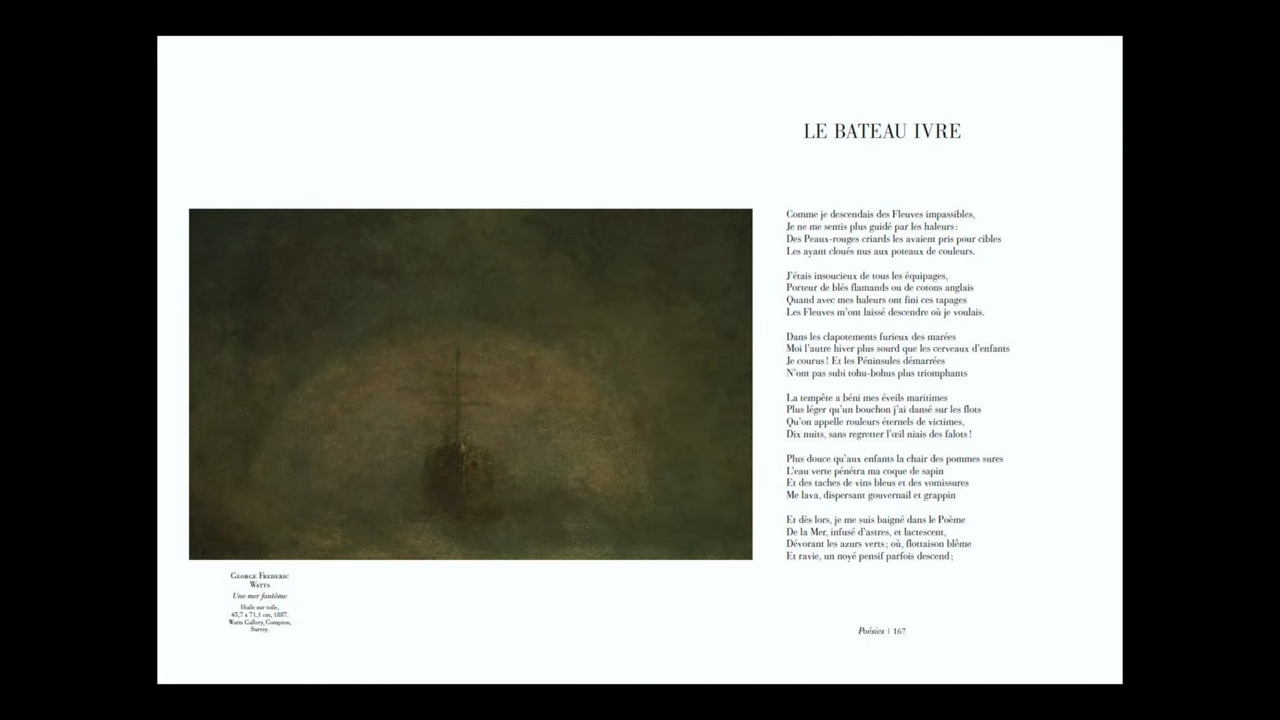 LE BATEAU IVRE
Comme je descendais des Fleuves impassibles,
Je ne me sentis plus guidé par les haleurs :
Des Peaux-rouges criards les avaient pris pour cibles
Les ayant cloués nus aux poteaux de couleurs.
J'étais insoucieux de tous les équipages,
Porteur de blés flamands ou de cotons anglais
Quand avec mes haleurs ont fini ces tapages
Les Fleuves m'ont laissé descendre où je voulais.
Dans les clapotements furieux des marées
Moi l'autre hiver plus sourd que les cerveaux d'enfants
Je courus ! Et les Péninsules démarrées
N'ont pas subi tohu-bohus plus triomphants
La tempête a béni mes éveils maritimes
Plus léger qu'un bouchon j'ai dansé sur les flots
Qu'on appelle rouleurs éternels de victimes,
Dix nuits, sans regretter l'œil niais des falots !
Plus douce qu'aux enfants la chair des pommes sures
L'eau verte pénétra ma coque de sapin
Et des taches de vins bleus et des vomissures
Me lava, dispersant gouvernail et grappin
Et dès lors, je me suis baigné dans le Poème
De la Mer, infusé d'astres, et lactescent,
Dévorant les azurs verts ; où, flottaison blême
Et ravie, un noyé pensif parfois descend ;
GEORGE FREDERIC
WATTS
Une mer fantôme
Huile sur toile,
45,7 x 71,1 cm, 1887.
Watts Gallery, Compton,
Surrey.
Poésies | 167